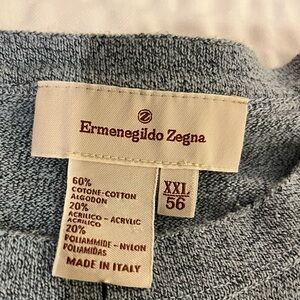 Ermenegildo Zegna
60%
COTONE-COTTON
ALGODON
20%
ACRILICO - ACRYLIC
ACRILICO
20%
POLIAMMIDE - NYLON
POLIAMIDAS
MADE IN ITALY
XXL
56